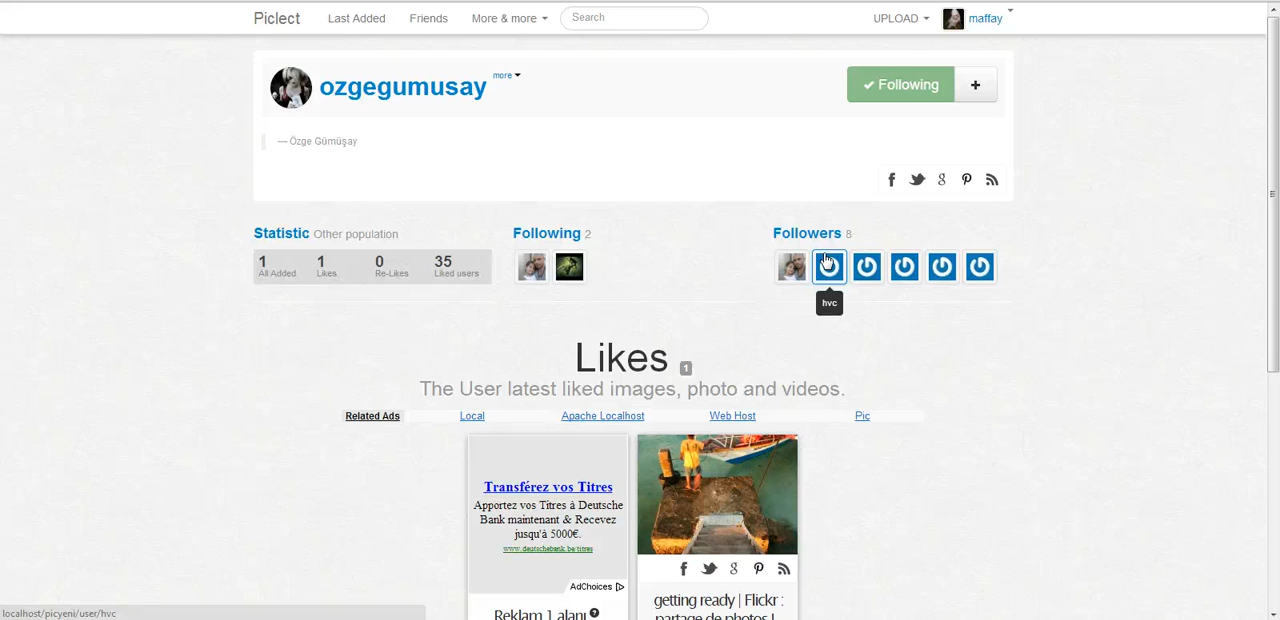 Piclect Last Added Friends More & more Search UPLOAD maffay
ozgegumusay more Following +
— Özge Gümüşay
Statistic Other population
1 1 0 35
All Added Likes Re-Likes Liked users
Following 2
Followers 8
hvc
Likes 1
The User latest liked images, photo and videos.
Related Ads Local Apache Localhost Web Host Pic
Transférez vos Titres
Apportez vos Titres à Deutsche
Bank maintenant & Recevez
jusqu'à 5000€.
www.deutschebank.be/titres
AdChoices
Reklam 1 alanı
getting ready | Flickr :
partage de photos !
localhost/picyeni/user/hvc